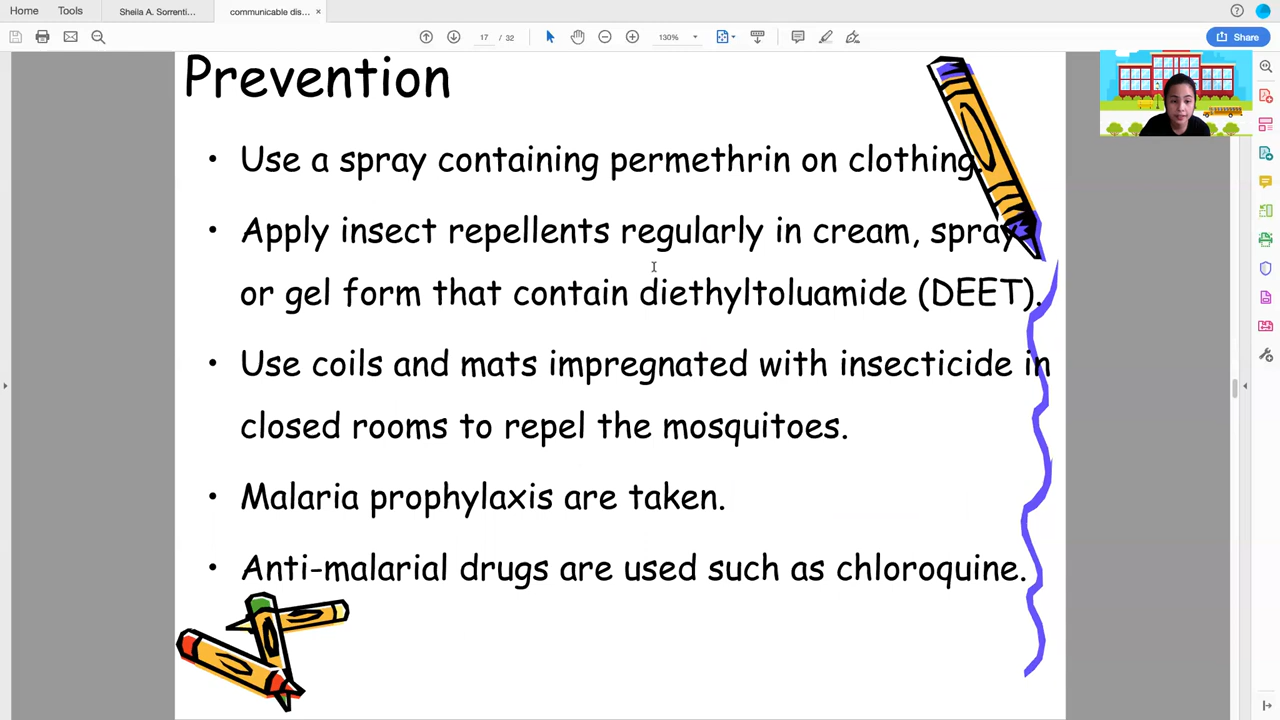 Home
Tools
Sheila A. Sorrenti...
communicable dis...
×
17 / 32
130%
Share
Prevention
• Use a spray containing permethrin on clothing.
• Apply insect repellents regularly in cream, spray
or gel form that contain diethyltoluamide (DEET).
• Use coils and mats impregnated with insecticide in
closed rooms to repel the mosquitoes.
• Malaria prophylaxis are taken.
• Anti-malarial drugs are used such as chloroquine.